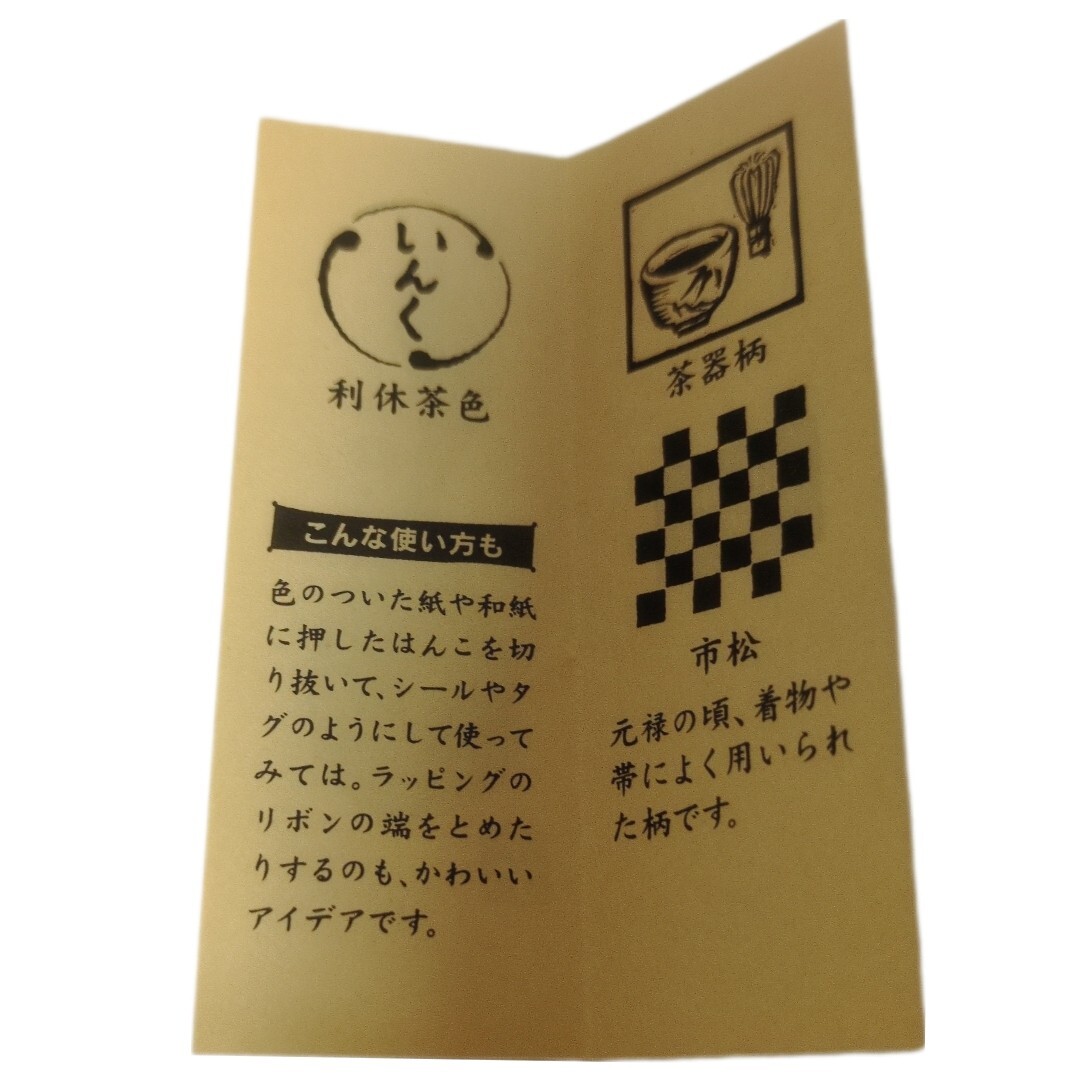 いんく
利休茶色
こんな使い方も
色のついた紙や和紙
に押したはんこを切
り抜いて、シールやタ
グのようにして使って
みては。ラッピングの
リボンの端をとめた
りするのも、かわいい
アイデアです。
茶器柄
市松
元禄の頃、着物や
帯によく用いられ
た柄です。